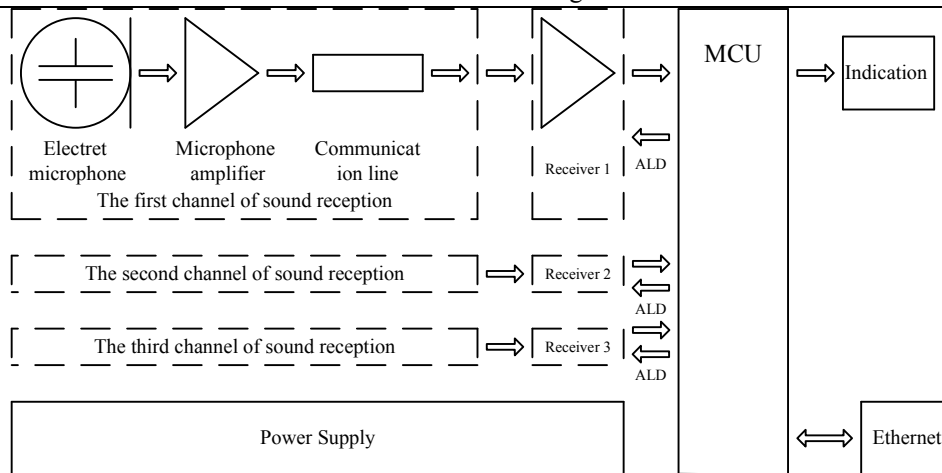 MCU
Indication
Electret
microphone
Microphone
amplifier
Communicat
ion line
Receiver 1
ALD
The first channel of sound reception
The second channel of sound reception
Receiver 2
ALD
The third channel of sound reception
Receiver 3
ALD
Power Supply
Ethernet